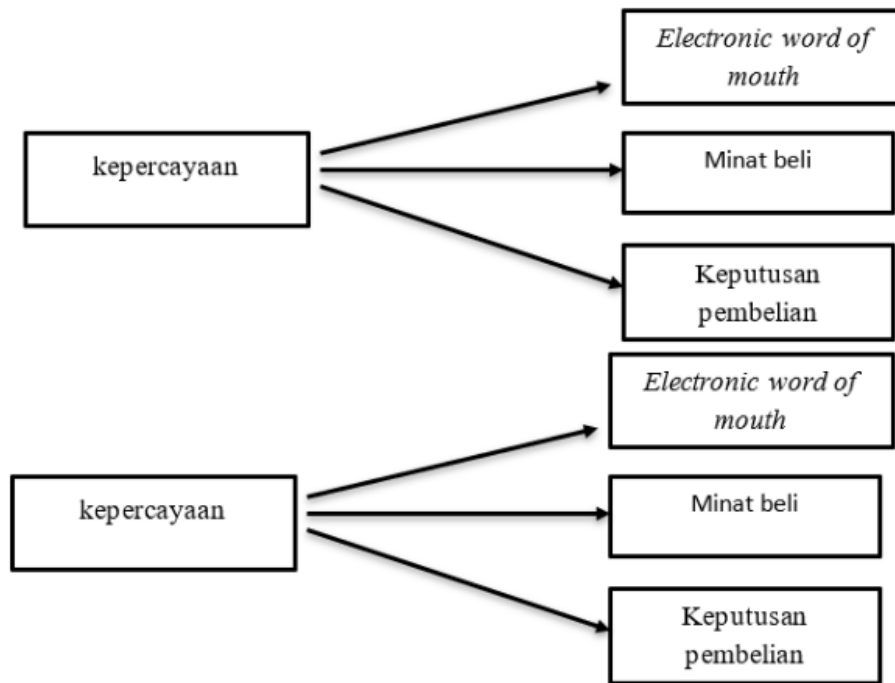 Electronic word of
mouth
kepercayaan
Minat beli
Keputusan
pembelian
Electronic word of
mouth
kepercayaan
Minat beli
Keputusan
pembelian